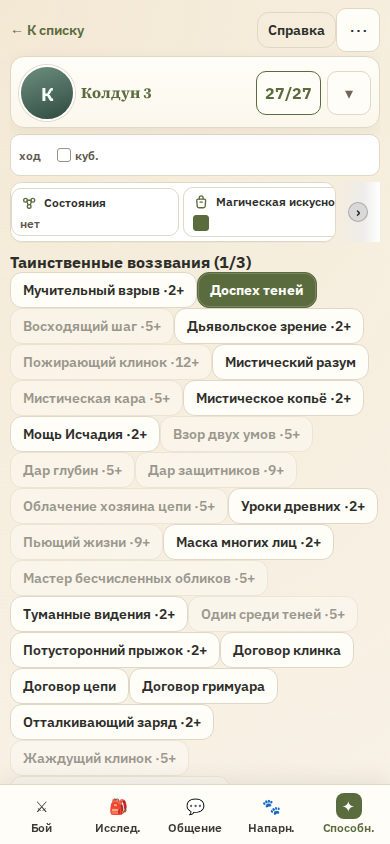 ← К списку
Справка
...
К
Колдун 3
27/27
▾
ход
куб.
Состояния
нет
Магическая искусно
›
Таинственные воззвания (1/3)
Мучительный взрыв ·2+ Доспех теней
Восходящий шаг ·5+ Дьявольское зрение ·2+
Пожирающий клинок ·12+ Мистический разум
Мистическая кара ·5+ Мистическое копьё ·2+
Мощь Исчадия ·2+ Взор двух умов ·5+
Дар глубин ·5+ Дар защитников ·9+
Облачение хозяина цепи ·5+ Уроки древних ·2+
Пьющий жизни ·9+ Маска многих лиц ·2+
Мастер бесчисленных обликов ·5+
Туманные видения ·2+ Один среди теней ·5+
Потусторонний прыжок ·2+ Договор клинка
Договор цепи Договор гримуара
Отталкивающий заряд ·2+
Жаждущий клинок ·5+
Бой Исслед. Общение Напарн. Способн.